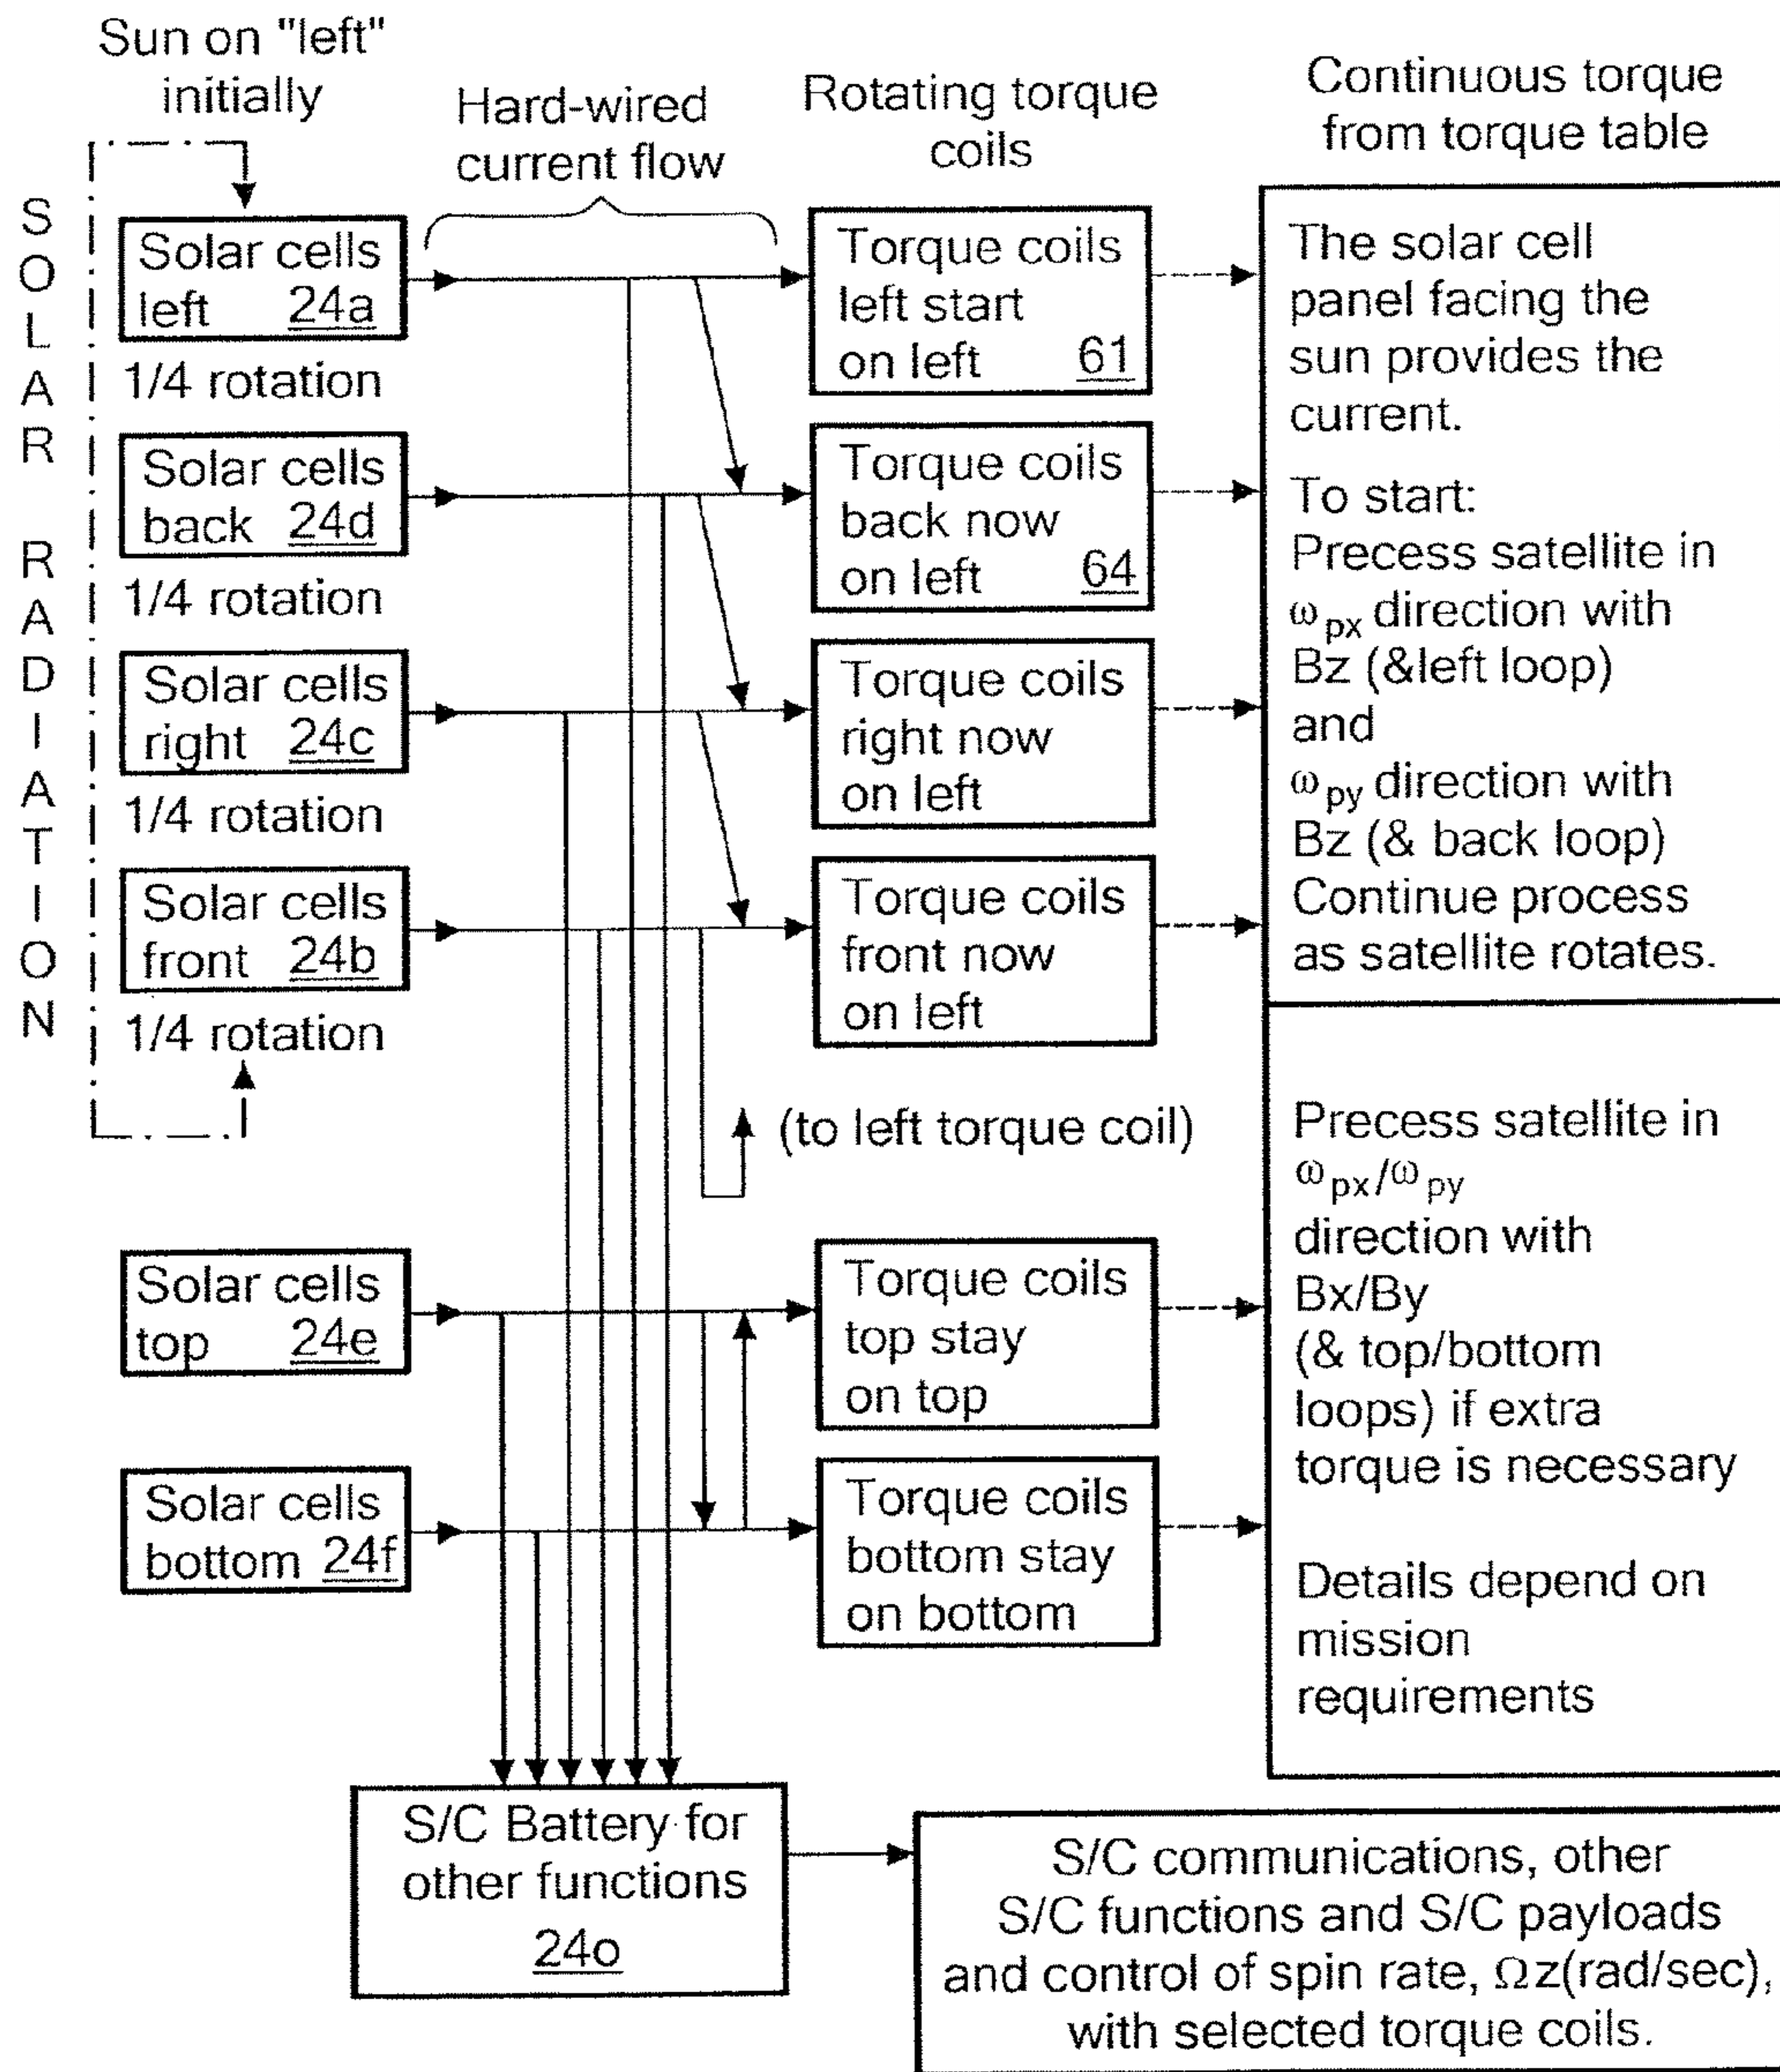 Sun on "left"
initially
Hard-wired
current flow
Rotating torque
coils
Continuous torque
from torque table
SOLAR RADIATION
Solar cells
left 24a
1/4 rotation
Solar cells
back 24d
1/4 rotation
Solar cells
right 24c
1/4 rotation
Solar cells
front 24b
1/4 rotation
Torque coils
left start
on left 61
Torque coils
back now
on left 64
Torque coils
right now
on left
Torque coils
front now
on left
(to left torque coil)
The solar cell
panel facing the
sun provides the
current.
To start:
Precess satellite in
ωpx direction with
Bz (&left loop)
and
ωpy direction with
Bz (& back loop)
Continue process
as satellite rotates.
Solar cells
top 24e
Solar cells
bottom 24f
Torque coils
top stay
on top
Torque coils
bottom stay
on bottom
Precess satellite in
ωpx/ωpy
direction with
Bx/By
(& top/bottom
loops) if extra
torque is necessary
Details depend on
mission
requirements
S/C Battery for
other functions
24o
S/C communications, other
S/C functions and S/C payloads
and control of spin rate, Ωz(rad/sec),
with selected torque coils.